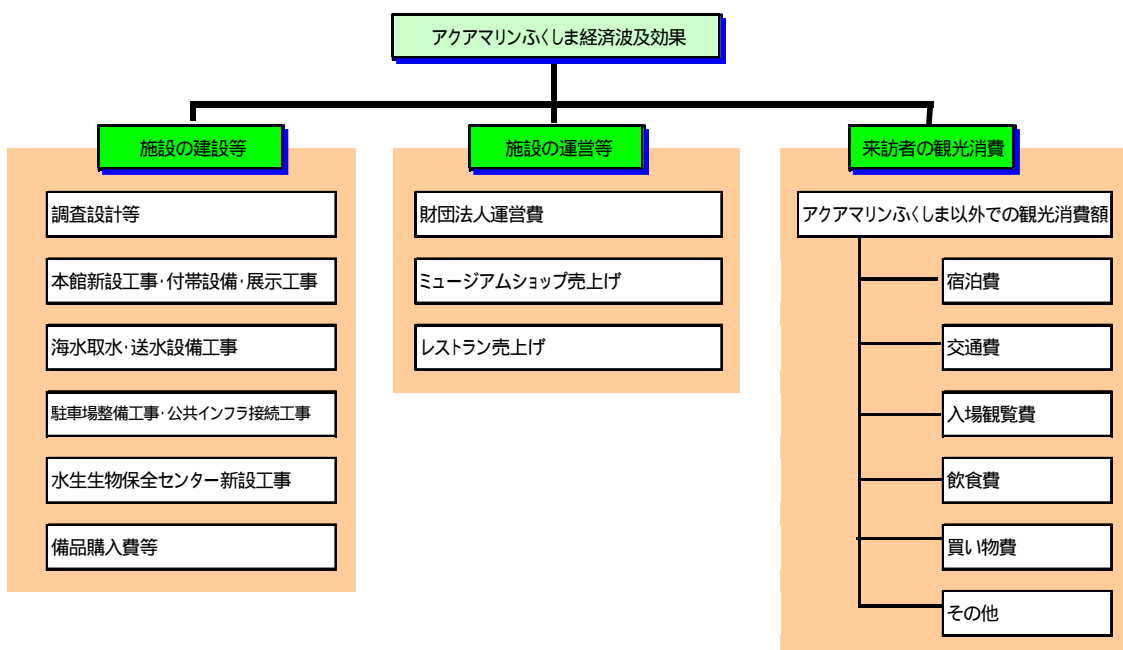 アクアマリンふくしま経済波及効果
施設の建設等
調査設計等
本館新設工事・付帯設備・展示工事
海水取水・送水設備工事
駐車場整備工事・公共インフラ接続工事
水生生物保全センター新設工事
備品購入費等
施設の運営等
財団法人運営費
ミュージアムショップ売上げ
レストラン売上げ
来訪者の観光消費
アクアマリンふくしま以外での観光消費額
宿泊費
交通費
入場観覧費
飲食費
買い物費
その他